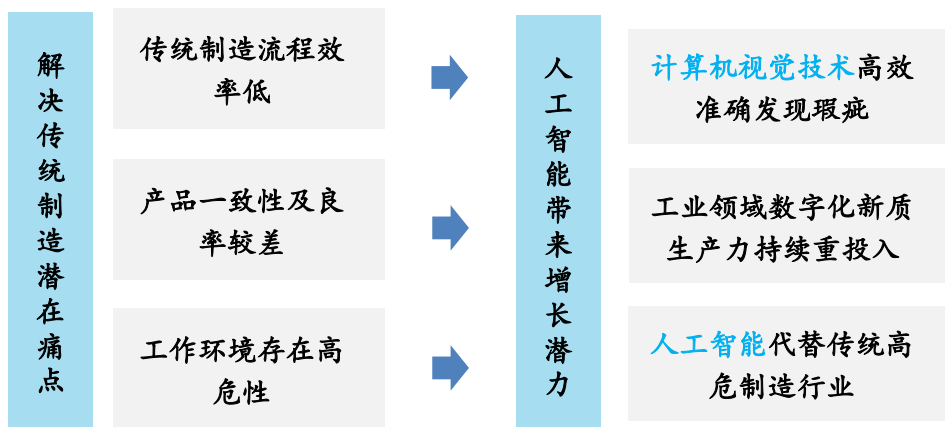 解决传统制造潜在痛点
传统制造流程效
率低
产品一致性及良
率较差
工作环境存在高
危性
人工智能带来增长潜力
计算机视觉技术高效
准确发现瑕疵
工业领域数字化新质
生产力持续重投入
人工智能代替传统高
危制造行业